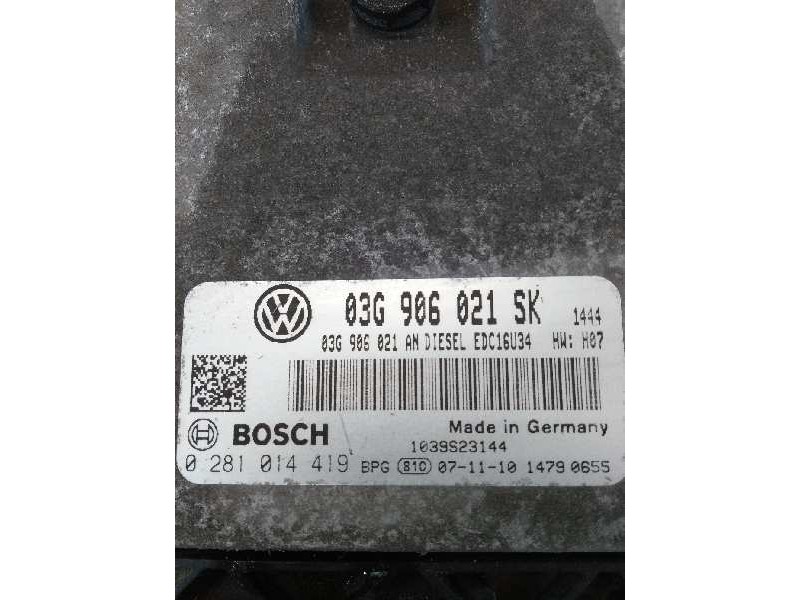 03G 906 021 SK 1444
03G 906 021 AN DIESEL EDC16U34 HW: H07
BOSCH
Made in Germany
1039S23144
0 281 014 419 BPG 810 07-11-10 1479 0655